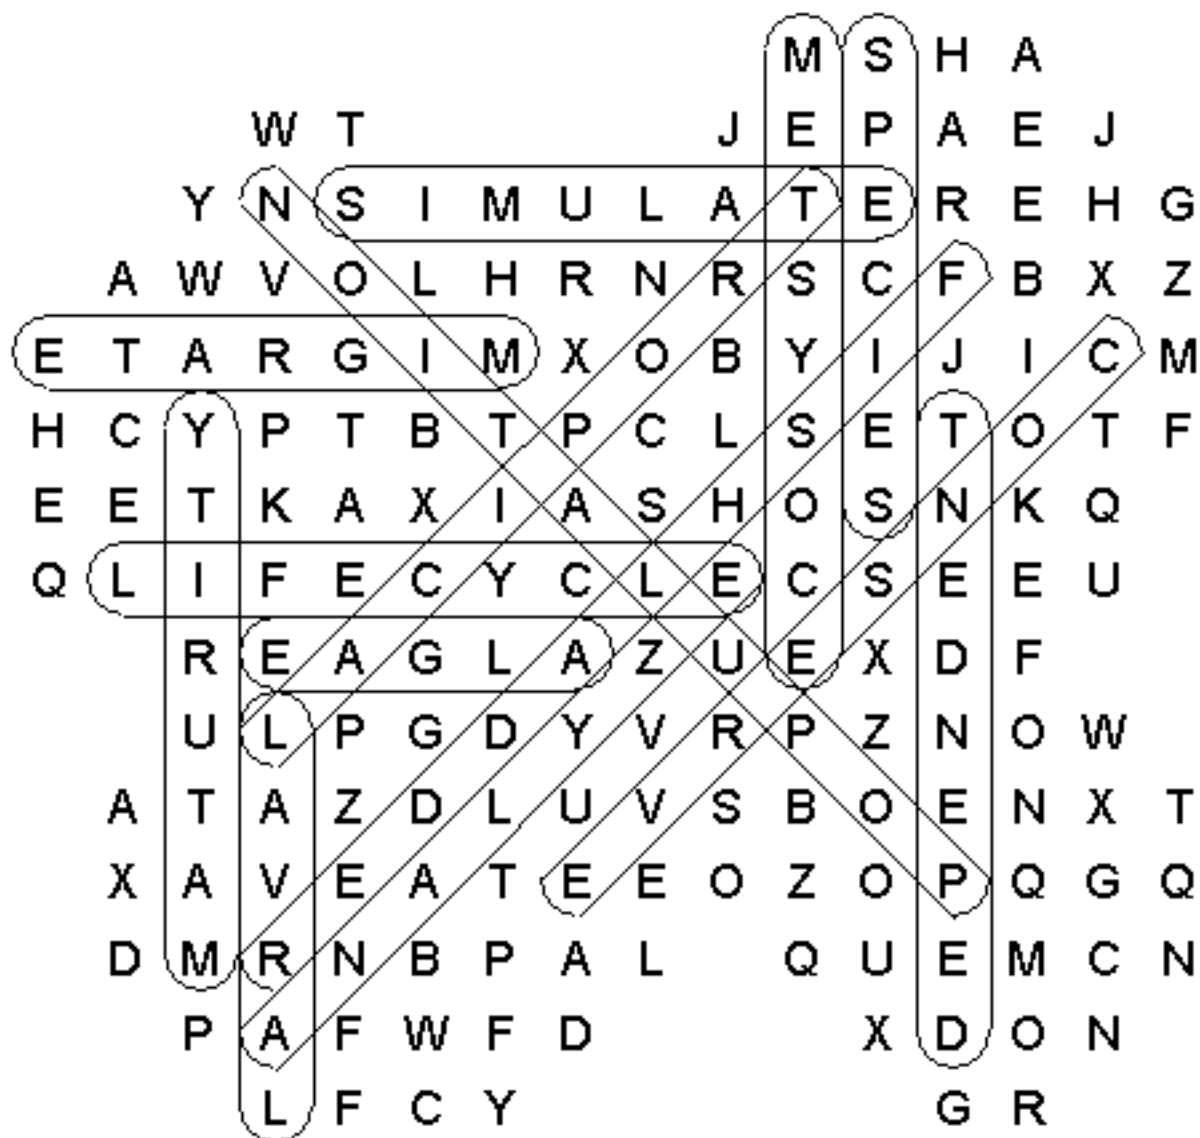 M S H A
W T J E P A E J
Y N S I M U L A T E R E H G
A W V O L H R N R S C F B X Z
E T A R G I M X O B Y I J I C M
H C Y P T B T P C L S E T O T F
E E T K A X I A S H O S N K Q
Q L I F E C Y C L E C S E E U
R E A G L A Z U E X D F
U L P G D Y V R P Z N O W
A T A Z D L U V S B O E N X T
X A V E A T E E O Z O P Q G Q
D M R N B P A L Q U E M C N
P A F W F D X D O N
L F C Y G R